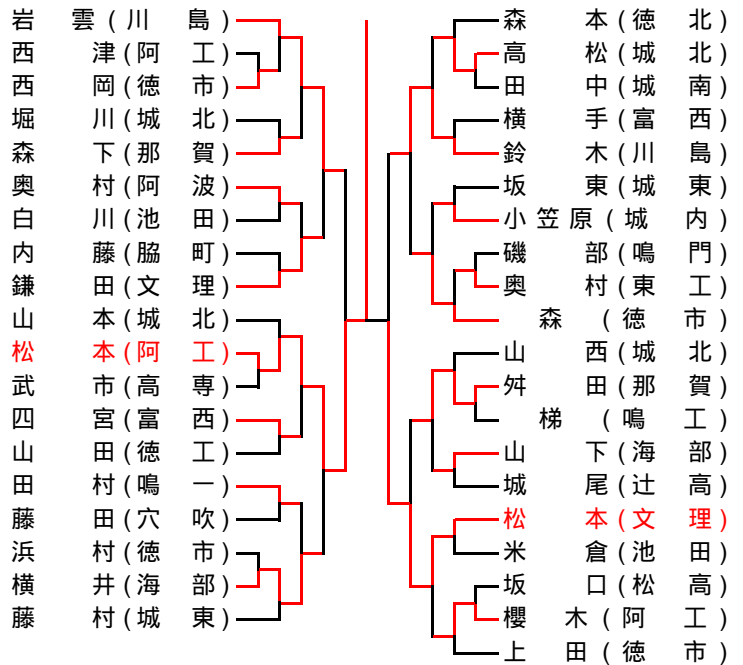 岩雲(川島)
西津(阿工)
西岡(徳市)
堀川(城北)
森下(那賀)
奥村(阿波)
白川(池田)
内藤(脇町)
鎌田(文理)
山本(城北)
松本(阿工)
武市(高専)
四宮(富西)
山田(徳工)
田村(鳴一)
藤田(穴吹)
浜村(徳市)
横井(海部)
藤村(城東)
森本(徳北)
高松(城北)
田中(城南)
横手(富西)
鈴木(川島)
坂東(城東)
小笠原(城内)
磯部(鳴門)
奥村(東工)
森(徳市)
山西(城北)
舛田(那賀)
梯(鳴工)
山下(海部)
城尾(辻高)
松本(文理)
米倉(池田)
坂口(松高)
櫻木(阿工)
上田(徳市)